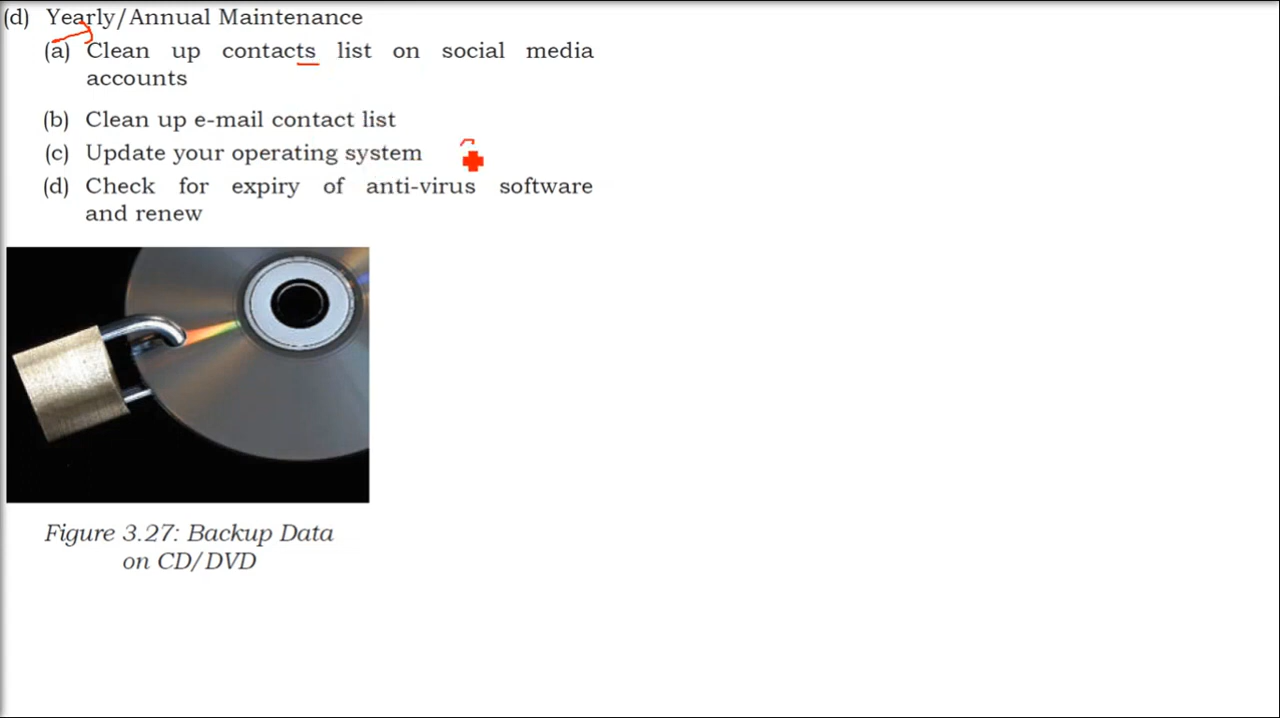 (d) Yearly/Annual Maintenance
(a) Clean up contacts list on social media
accounts
(b) Clean up e-mail contact list
(c) Update your operating system
(d) Check for expiry of anti-virus software
and renew
Figure 3.27: Backup Data
on CD/DVD